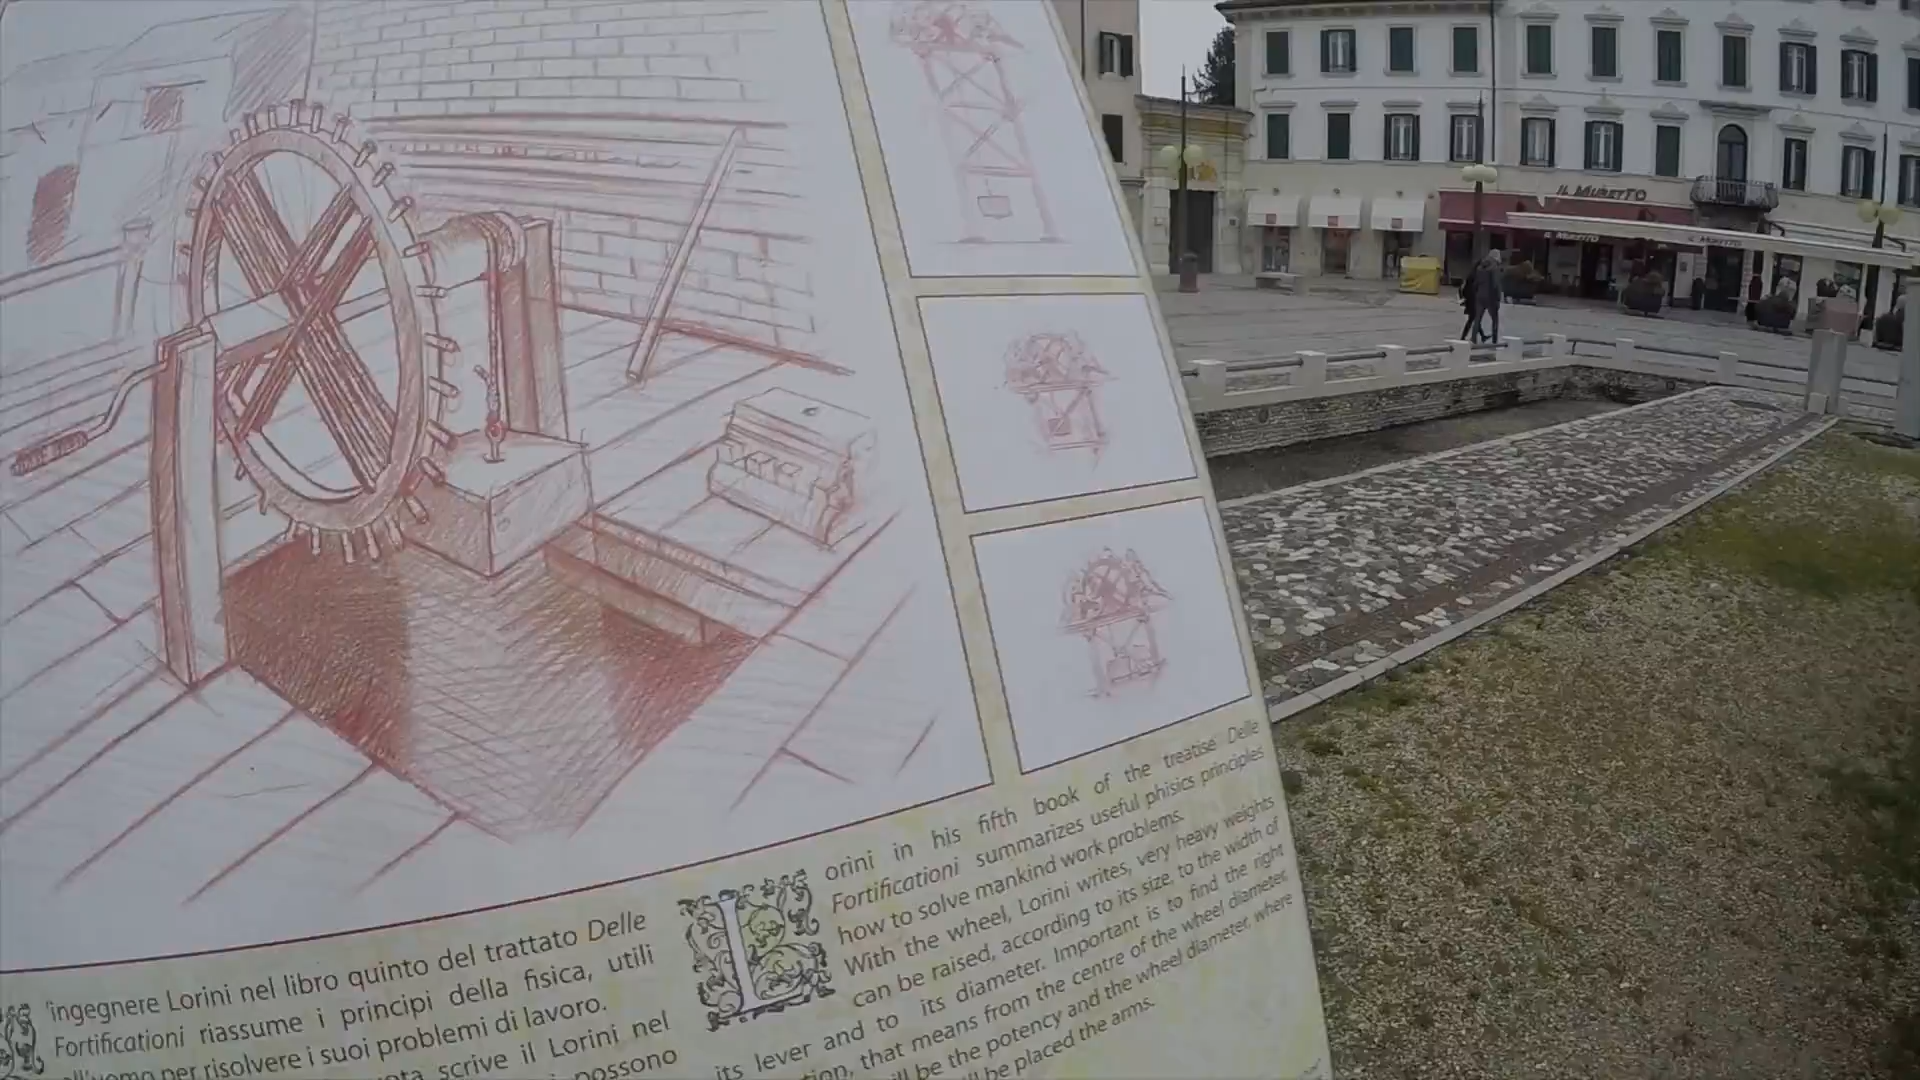 IL MURETTO
IL MURETTO
IL MURETTO
'ingegnere Lorini nel libro quinto del trattato Delle
Fortificationi riassume i principi della fisica, utili
all'uomo per risolvere i suoi problemi di lavoro.
scrive il Lorini nel
possono
Lorini in his fifth book of the treatise Delle
Fortificationi summarizes useful phisics principles
how to solve mankind work problems.
With the wheel, Lorini writes, very heavy weights
can be raised, according to its size, to the width of
its lever and to its diameter. Important is to find the right
that means from the centre of the wheel diameter,
be the potency and the wheel diameter, where
be placed the arms.